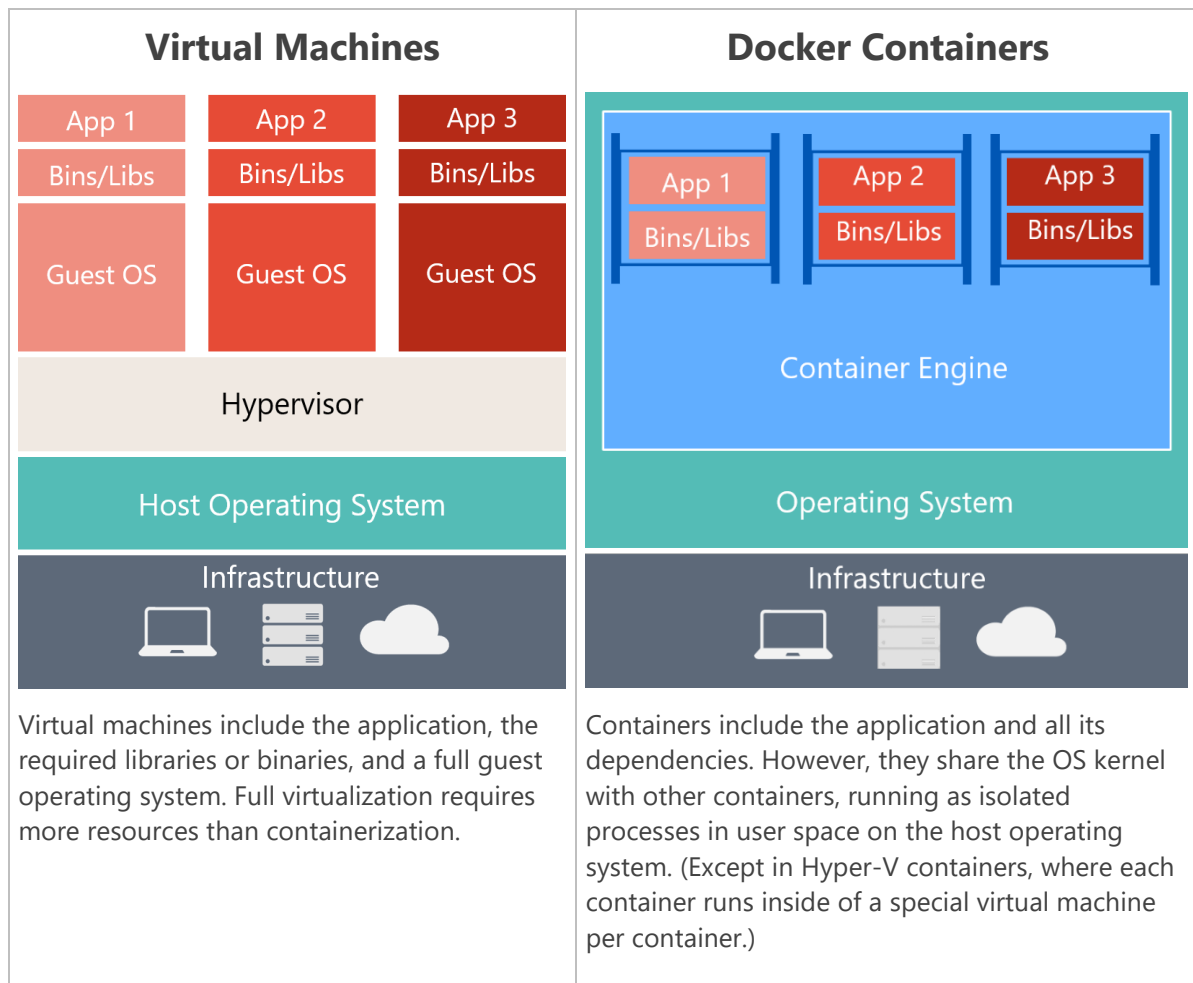 Virtual Machines
App 1
App 2
App 3
Bins/Libs
Bins/Libs
Bins/Libs
Guest OS
Guest OS
Guest OS
Hypervisor
Host Operating System
Infrastructure
Virtual machines include the application, the
required libraries or binaries, and a full guest
operating system. Full virtualization requires
more resources than containerization.
Docker Containers
App 1
App 2
App 3
Bins/Libs
Bins/Libs
Bins/Libs
Container Engine
Operating System
Infrastructure
Containers include the application and all its
dependencies. However, they share the OS kernel
with other containers, running as isolated
processes in user space on the host operating
system. (Except in Hyper-V containers, where each
container runs inside of a special virtual machine
per container.)